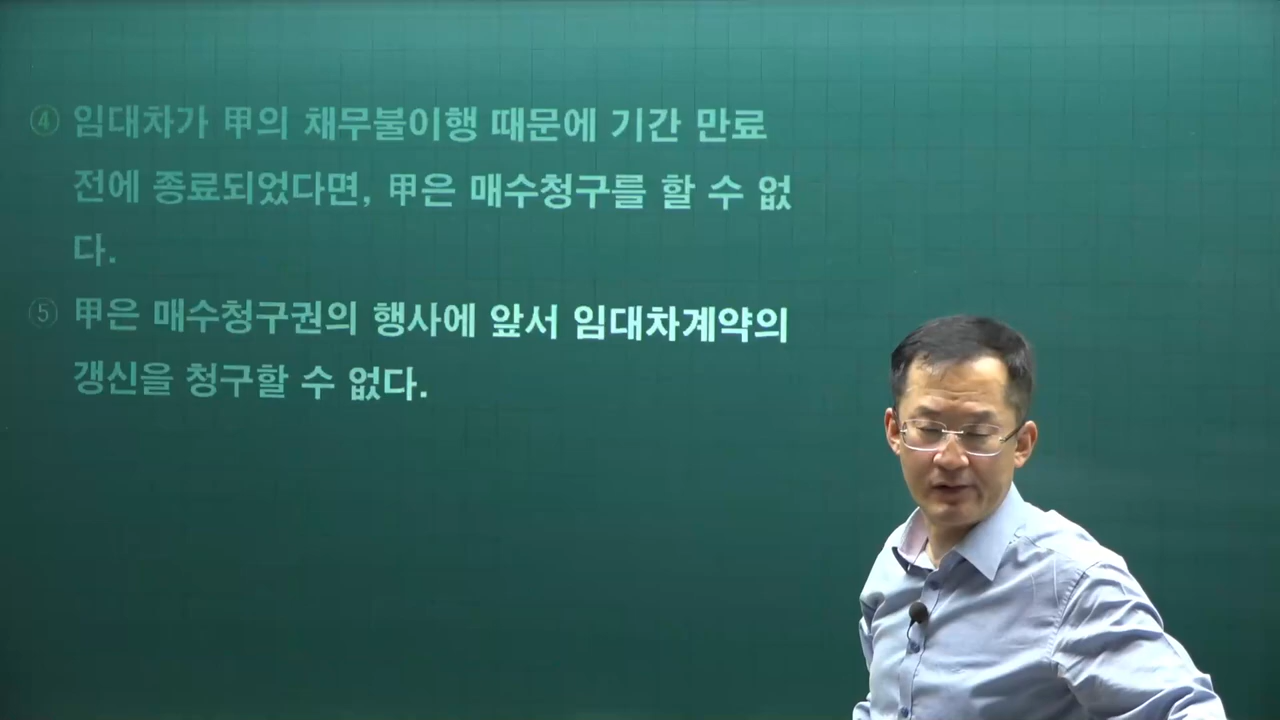 ④ 임대차가 甲의 채무불이행 때문에 기간 만료
전에 종료되었다면, 甲은 매수청구를 할 수 없
다.
⑤ 甲은 매수청구권의 행사에 앞서 임대차계약의
갱신을 청구할 수 없다.